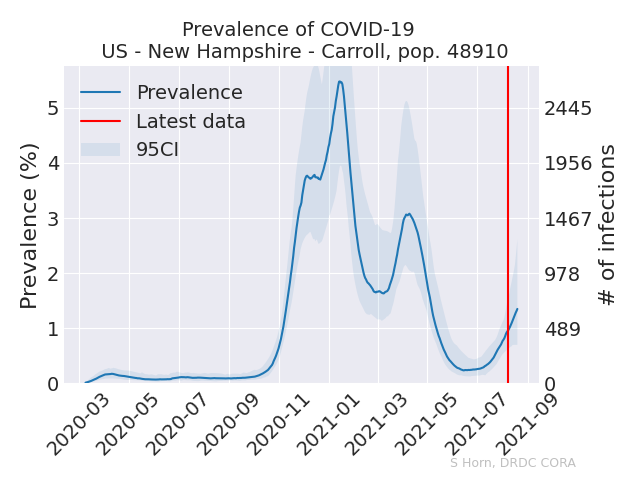 Prevalence of COVID-19
US - New Hampshire - Carroll, pop. 48910
Prevalence
Latest data
95CI
Prevalence (%)
5
4
3
2
1
0
2445
1956
1467
978
489
0
# of infections
2020-03
2020-05
2020-07
2020-09
2020-11
2021-01
2021-03
2021-05
2021-07
2021-09
S Horn, DRDC CORA